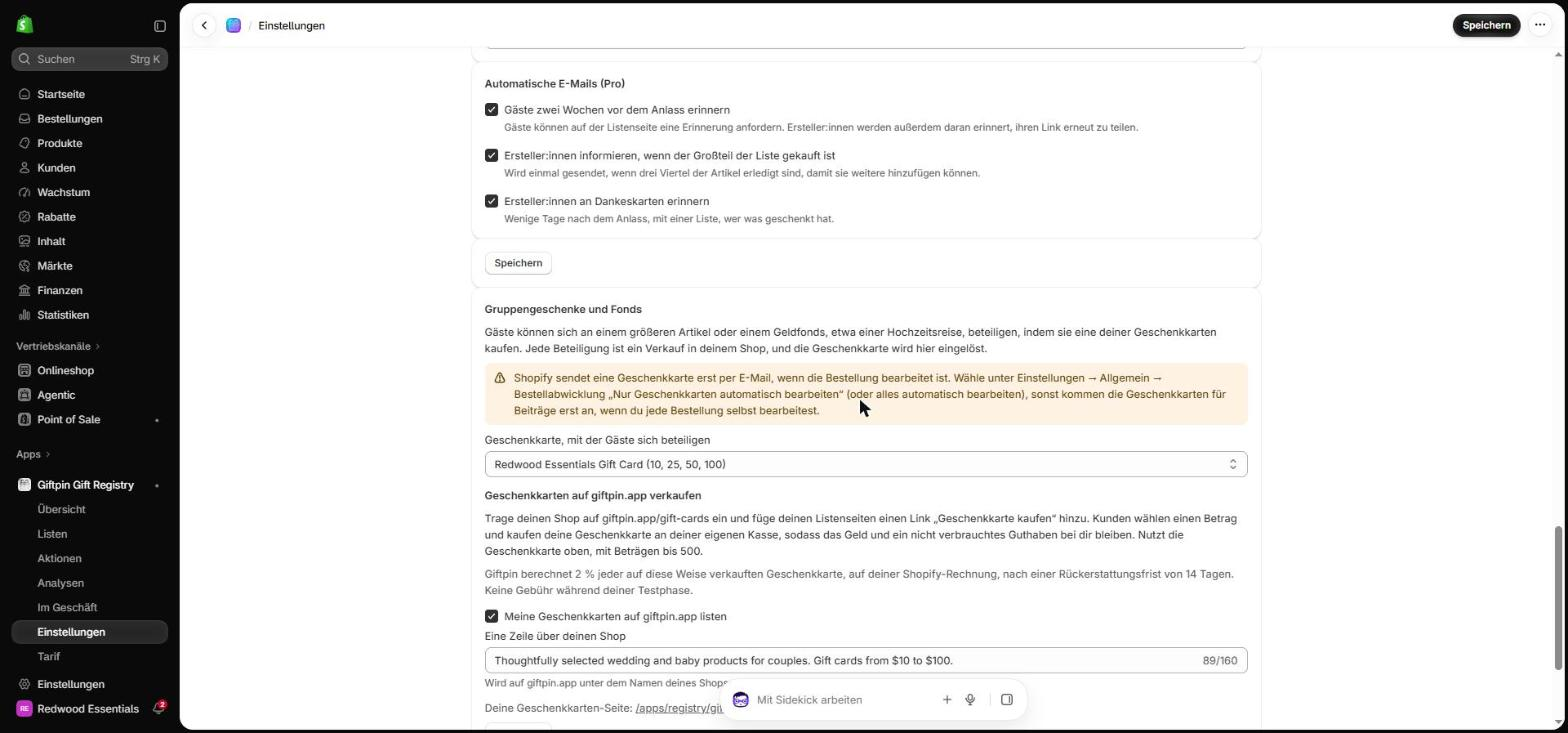 Einstellungen
Speichern
Suchen
Strg K
Startseite
Bestellungen
Produkte
Kunden
Wachstum
Rabatte
Inhalt
Märkte
Finanzen
Statistiken
Vertriebskanäle
Onlineshop
Agentic
Point of Sale
Apps
Giftpin Gift Registry
Übersicht
Listen
Aktionen
Analysen
Im Geschäft
Einstellungen
Tarif
Einstellungen
RE
Redwood Essentials
2
Automatische E-Mails (Pro)
Gäste zwei Wochen vor dem Anlass erinnern
Gäste können auf der Listenseite eine Erinnerung anfordern. Ersteller:innen werden außerdem daran erinnert, ihren Link erneut zu teilen.
Ersteller:innen informieren, wenn der Großteil der Liste gekauft ist
Wird einmal gesendet, wenn drei Viertel der Artikel erledigt sind, damit sie weitere hinzufügen können.
Ersteller:innen an Dankeskarten erinnern
Wenige Tage nach dem Anlass, mit einer Liste, wer was geschenkt hat.
Speichern
Gruppengeschenke und Fonds
Gäste können sich an einem größeren Artikel oder einem Geldfonds, etwa einer Hochzeitsreise, beteiligen, indem sie eine deiner Geschenkkarten
kaufen. Jede Beteiligung ist ein Verkauf in deinem Shop, und die Geschenkkarte wird hier eingelöst.
Shopify sendet eine Geschenkkarte erst per E-Mail, wenn die Bestellung bearbeitet ist. Wähle unter Einstellungen → Allgemein →
Bestellabwicklung „Nur Geschenkkarten automatisch bearbeiten“ (oder alles automatisch bearbeiten), sonst kommen die Geschenkkarten für
Beiträge erst an, wenn du jede Bestellung selbst bearbeitest.
Geschenkkarte, mit der Gäste sich beteiligen
Redwood Essentials Gift Card (10, 25, 50, 100)
Geschenkkarten auf giftpin.app verkaufen
Trage deinen Shop auf giftpin.app/gift-cards ein und füge deinen Listenseiten einen Link „Geschenkkarte kaufen“ hinzu. Kunden wählen einen Betrag
und kaufen deine Geschenkkarte an deiner eigenen Kasse, sodass das Geld und ein nicht verbrauchtes Guthaben bei dir bleiben. Nutzt die
Geschenkkarte oben, mit Beträgen bis 500.
Giftpin berechnet 2 % jeder auf diese Weise verkauften Geschenkkarte, auf deiner Shopify-Rechnung, nach einer Rückerstattungsfrist von 14 Tagen.
Keine Gebühr während deiner Testphase.
Meine Geschenkkarten auf giftpin.app listen
Eine Zeile über deinen Shop
Thoughtfully selected wedding and baby products for couples. Gift cards from $10 to $100.
89/160
Wird auf giftpin.app unter dem Namen deines Shops
Deine Geschenkkarten-Seite: /apps/registry/gif
Mit Sidekick arbeiten